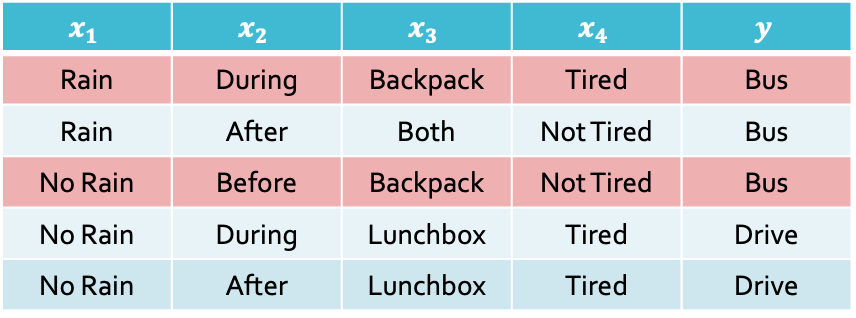 x₁ x₂ x₃ x₄ y
Rain During Backpack Tired Bus
Rain After Both Not Tired Bus
No Rain Before Backpack Not Tired Bus
No Rain During Lunchbox Tired Drive
No Rain After Lunchbox Tired Drive